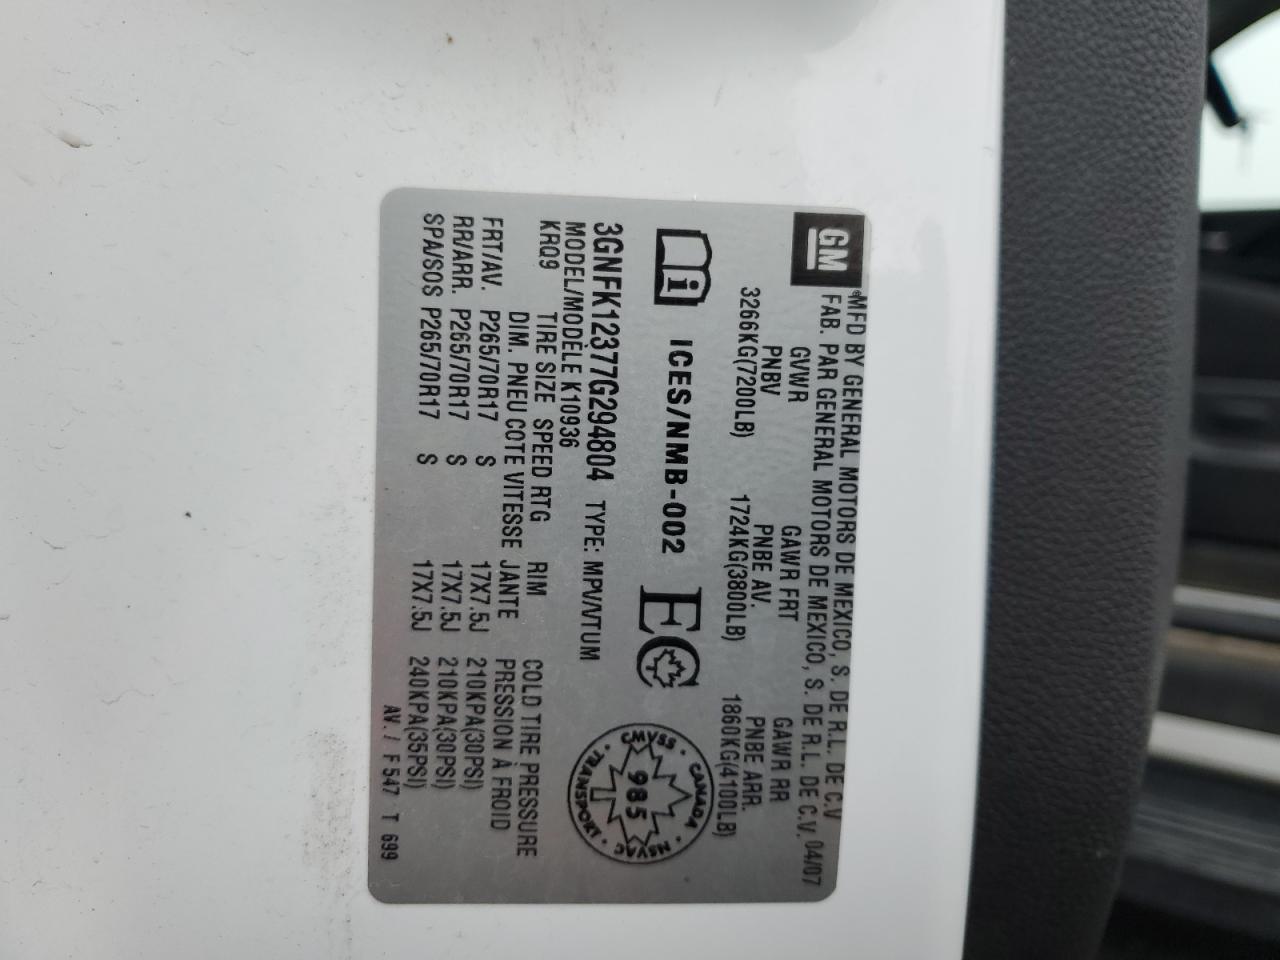 GM
MFD BY GENERAL MOTORS DE MEXICO, S. DE R.L. DE C.V
FAB. PAR GENERAL MOTORS DE MEXICO, S. DE R.L. DE C.V. 04/07
GVWR GAWR FRT GAWR RR
PNBV PNBE AV. PNBE ARR.
3266KG(7200LB) 1724KG(3800LB) 1860KG(4100LB)
i ICES/NMB-002 EC
CMVSS · CANADA · NSVAC · TRANSPORT ·
985
3GNFK12377G294804 TYPE: MPV/VTUM
MODEL/MODÈLE K10936
KRQ9 TIRE SIZE SPEED RTG RIM COLD TIRE PRESSURE
DIM. PNEU COTE VITESSE JANTE PRESSION À FROID
FRT/AV. P265/70R17 S 17X7.5J 210KPA(30PSI)
RR/ARR. P265/70R17 S 17X7.5J 210KPA(30PSI)
SPA/SOS P265/70R17 S 17X7.5J 240KPA(35PSI)
AV. / F 547 T 699